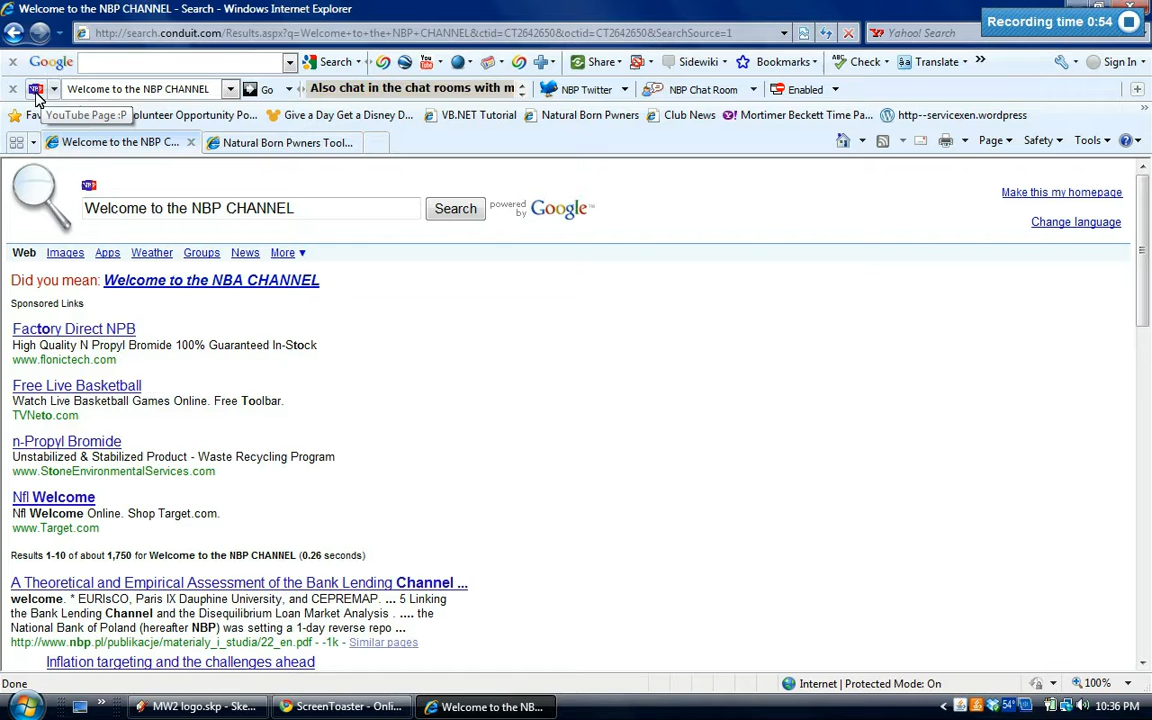 Welcome to the NBP CHANNEL - Search - Windows Internet Explorer
Recording time 0:54
http://search.conduit.com/Results.aspx?q=Welcome+to+the+NBP+CHANNEL&ctid=CT2642650&octid=CT2642650&SearchSource=1
Yahoo! Search
Google Search Share Sidewiki Bookmarks Check Translate Sign In
NBP Welcome to the NBP CHANNEL Go Also chat in the chat rooms with m NBP Twitter NBP Chat Room Enabled
Fav YouTube Page :P olunteer Opportunity Po... Give a Day Get a Disney D... VB.NET Tutorial Natural Born Pwners Club News Mortimer Beckett Time Pa... http--servicexen.wordpress
Welcome to the NBP C... Natural Born Pwners Tool... Page Safety Tools
NBP
Welcome to the NBP CHANNEL Search powered by Google™
Make this my homepage
Change language
Web Images Apps Weather Groups News More ▼
Did you mean: Welcome to the NBA CHANNEL
Sponsored Links
Factory Direct NPB
High Quality N Propyl Bromide 100% Guaranteed In-Stock
www.flonictech.com
Free Live Basketball
Watch Live Basketball Games Online. Free Toolbar.
TVNeto.com
n-Propyl Bromide
Unstabilized & Stabilized Product - Waste Recycling Program
www.StoneEnvironmentalServices.com
Nfl Welcome
Nfl Welcome Online. Shop Target.com.
www.Target.com
Results 1-10 of about 1,750 for Welcome to the NBP CHANNEL (0.26 seconds)
A Theoretical and Empirical Assessment of the Bank Lending Channel ...
welcome. * EURIsCO, Paris IX Dauphine University, and CEPREMAP. ... 5 Linking
the Bank Lending Channel and the Disequilibrium Loan Market Analysis . .... the
National Bank of Poland (hereafter NBP) was setting a 1-day reverse repo ...
http://www.nbp.pl/publikacje/materialy_i_studia/22_en.pdf - -1k - Similar pages
Inflation targeting and the challenges ahead
Done
Internet | Protected Mode: On
100%
MW2 logo.skp - Ske... ScreenToaster - Onli... Welcome to the NB... 54° 10:36 PM